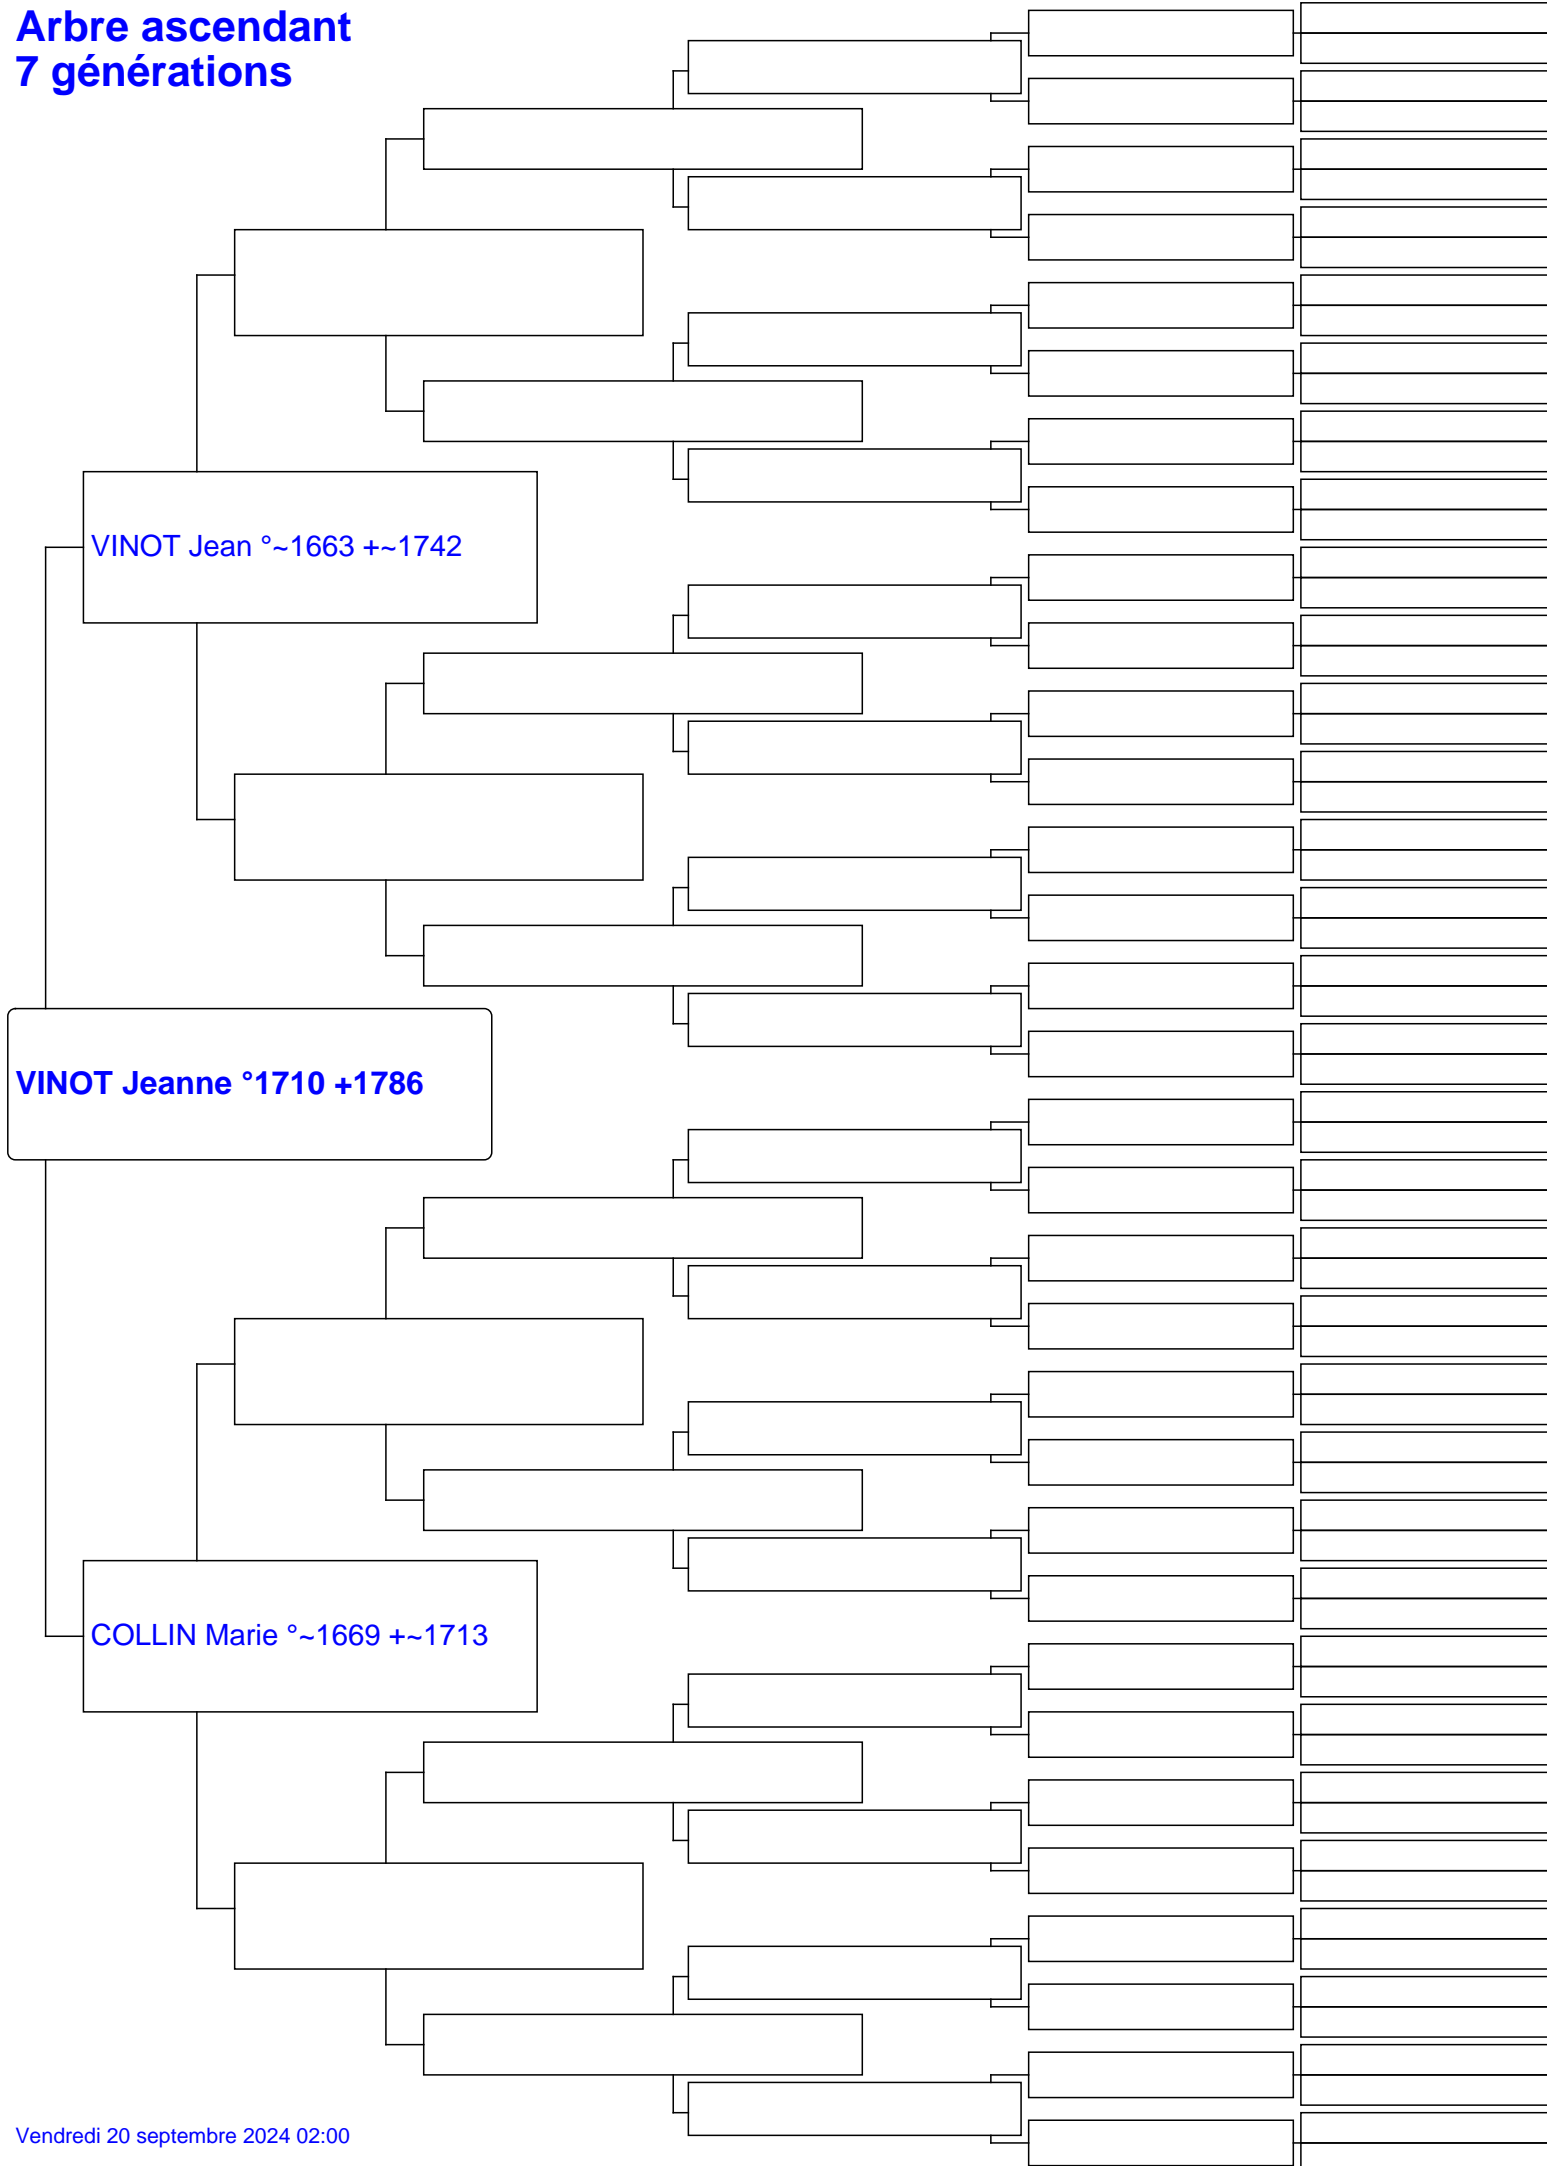 Arbre ascendant
7 générations
VINOT Jean °~1663 +~1742
VINOT Jeanne °1710 +1786
COLLIN Marie °~1669 +~1713
Vendredi 20 septembre 2024 02:00